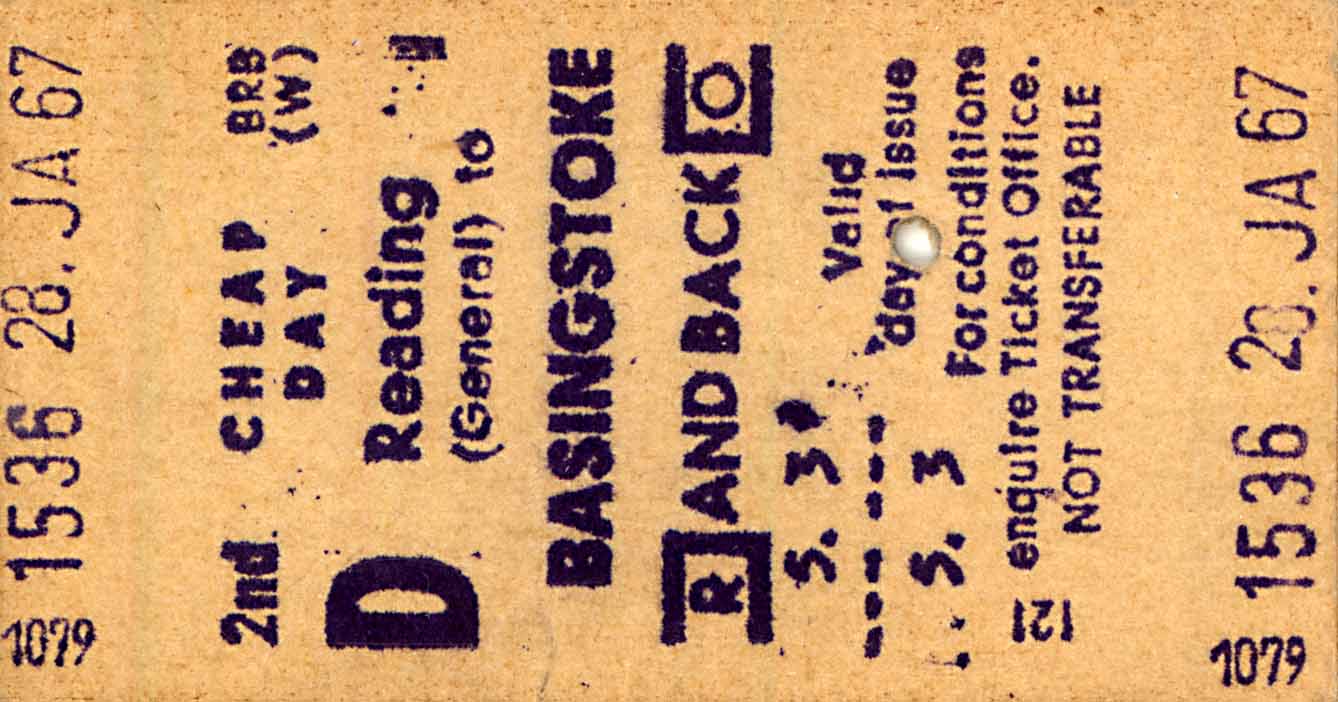 1536 28. JA 67
1079
2nd CHEAP BRB
DAY (W)
D Reading
(General) to
BASINGSTOKE
R AND BACK O
5. 3 Valid
day of issue
5. 3 For conditions
enquire Ticket Office.
121 NOT TRANSFERABLE
1536 28. JA 67
1079